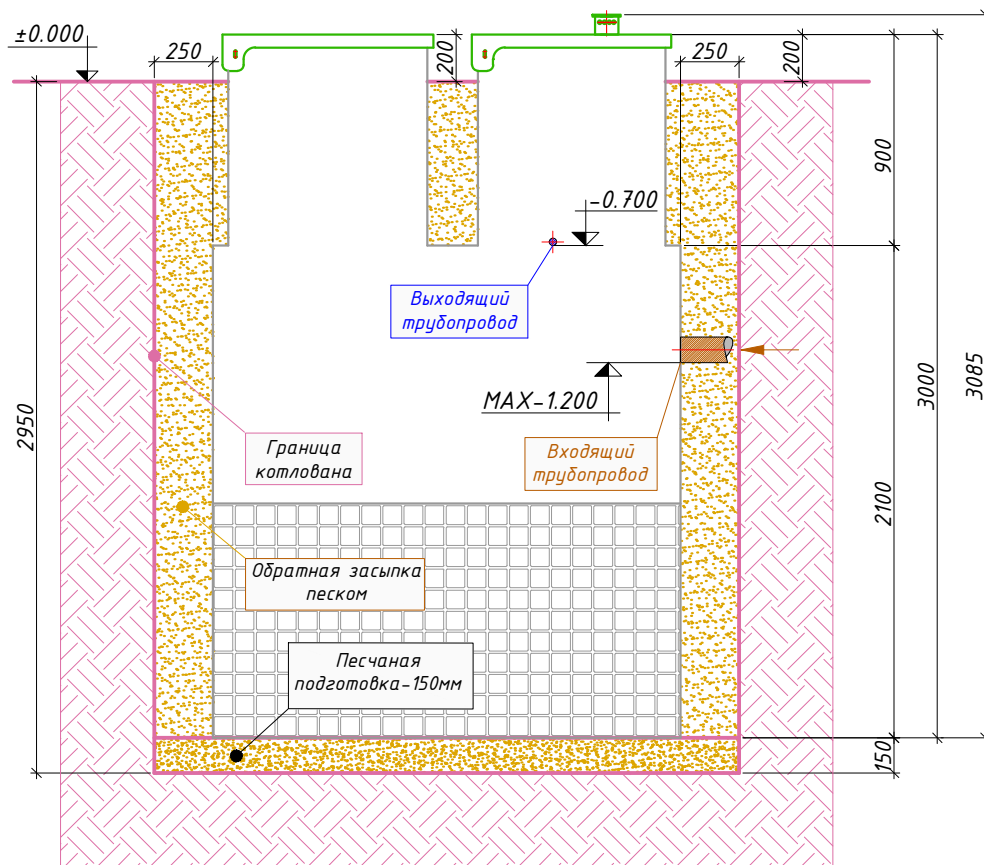 ±0.000
250
200
250
200
900
-0.700
Выходящий
трубопровод
MAX-1.200
3085
3000
2950
Граница
котлована
Входящий
трубопровод
2100
Обратная засыпка
песком
Песчаная
подготовка-150мм
150